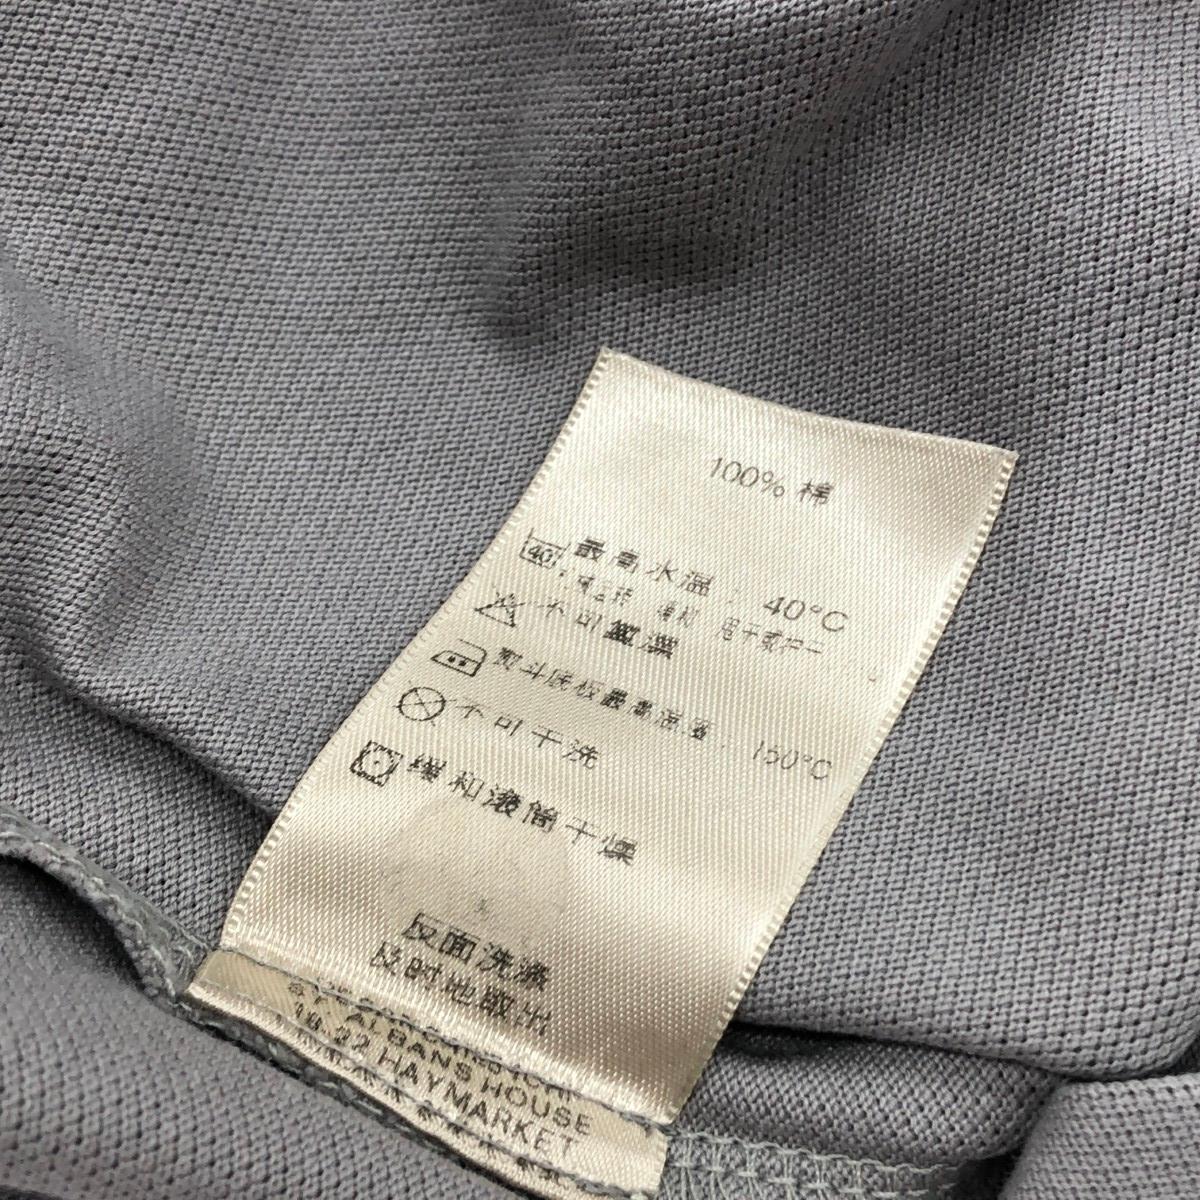 100% 棉
40 最高水温: 40°C
不可氯漂
熨斗底板最高温度: 150°C
不可干洗
缓和滚筒干燥
反面洗涤
及时地取出
ALBANS HOUSE
HAYMARKET